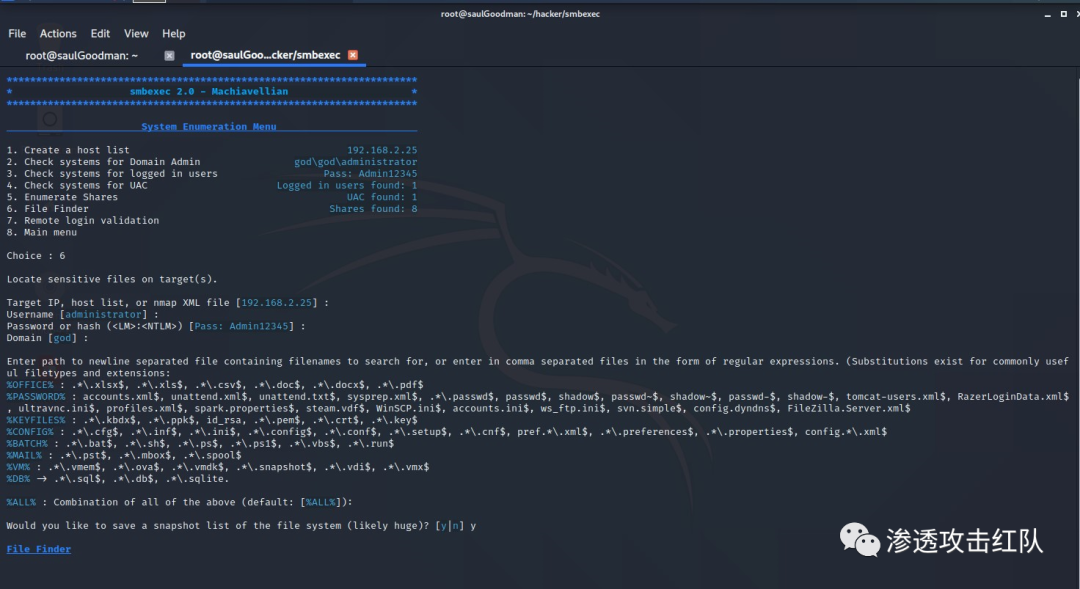 root@saulGoodman: ~/hacker/smbexec
File Actions Edit View Help
root@saulGoodman: ~ root@saulGoo...cker/smbexec
**********************************************************************
* smbexec 2.0 - Machiavellian *
**********************************************************************
System Enumeration Menu
1. Create a host list 192.168.2.25
2. Check systems for Domain Admin god\god\administrator
3. Check systems for logged in users Pass: Admin12345
4. Check systems for UAC Logged in users found: 1
5. Enumerate Shares UAC found: 1
6. File Finder Shares found: 8
7. Remote login validation
8. Main menu
Choice : 6
Locate sensitive files on target(s).
Target IP, host list, or nmap XML file [192.168.2.25] :
Username [administrator] :
Password or hash (<LM>:<NTLM>) [Pass: Admin12345] :
Domain [god] :
Enter path to newline separated file containing filenames to search for, or enter in comma separated files in the form of regular expressions. (Substitutions exist for commonly usef
ul filetypes and extensions:
%OFFICE% : .*\.xlsx$, .*\.xls$, .*\.csv$, .*\.doc$, .*\.docx$, .*\.pdf$
%PASSWORD% : accounts.xml$, unattend.xml$, unattend.txt$, sysprep.xml$, .*\.passwd$, passwd$, shadow$, passwd~$, shadow~$, passwd-$, shadow-$, tomcat-users.xml$, RazerLoginData.xml$
, ultravnc.ini$, profiles.xml$, spark.properties$, steam.vdf$, WinSCP.ini$, accounts.ini$, ws_ftp.ini$, svn.simple$, config.dyndns$, FileZilla.Server.xml$
%KEYFILES% : .*\.kbdx$, .*\.ppk$, id_rsa, .*\.pem$, .*\.crt$, .*\.key$
%CONFIG% : .*\.cfg$, .*\.inf$, .*\.ini$, .*\.config$, .*\.conf$, .*\.setup$, .*\.cnf$, pref.*\.xml$, .*\.preferences$, .*\.properties$, config.*\.xml$
%BATCH% : .*\.bat$, .*\.sh$, .*\.ps$, .*\.ps1$, .*\.vbs$, .*\.run$
%MAIL% : .*\.pst$, .*\.mbox$, .*\.spool$
%VM% : .*\.vmem$, .*\.ova$, .*\.vmdk$, .*\.snapshot$, .*\.vdi$, .*\.vmx$
%DB% -> .*\.sql$, .*\.db$, .*\.sqlite.
%ALL% : Combination of all of the above (default: [%ALL%]):
Would you like to save a snapshot list of the file system (likely huge)? [y|n] y
File Finder
渗透攻击红队